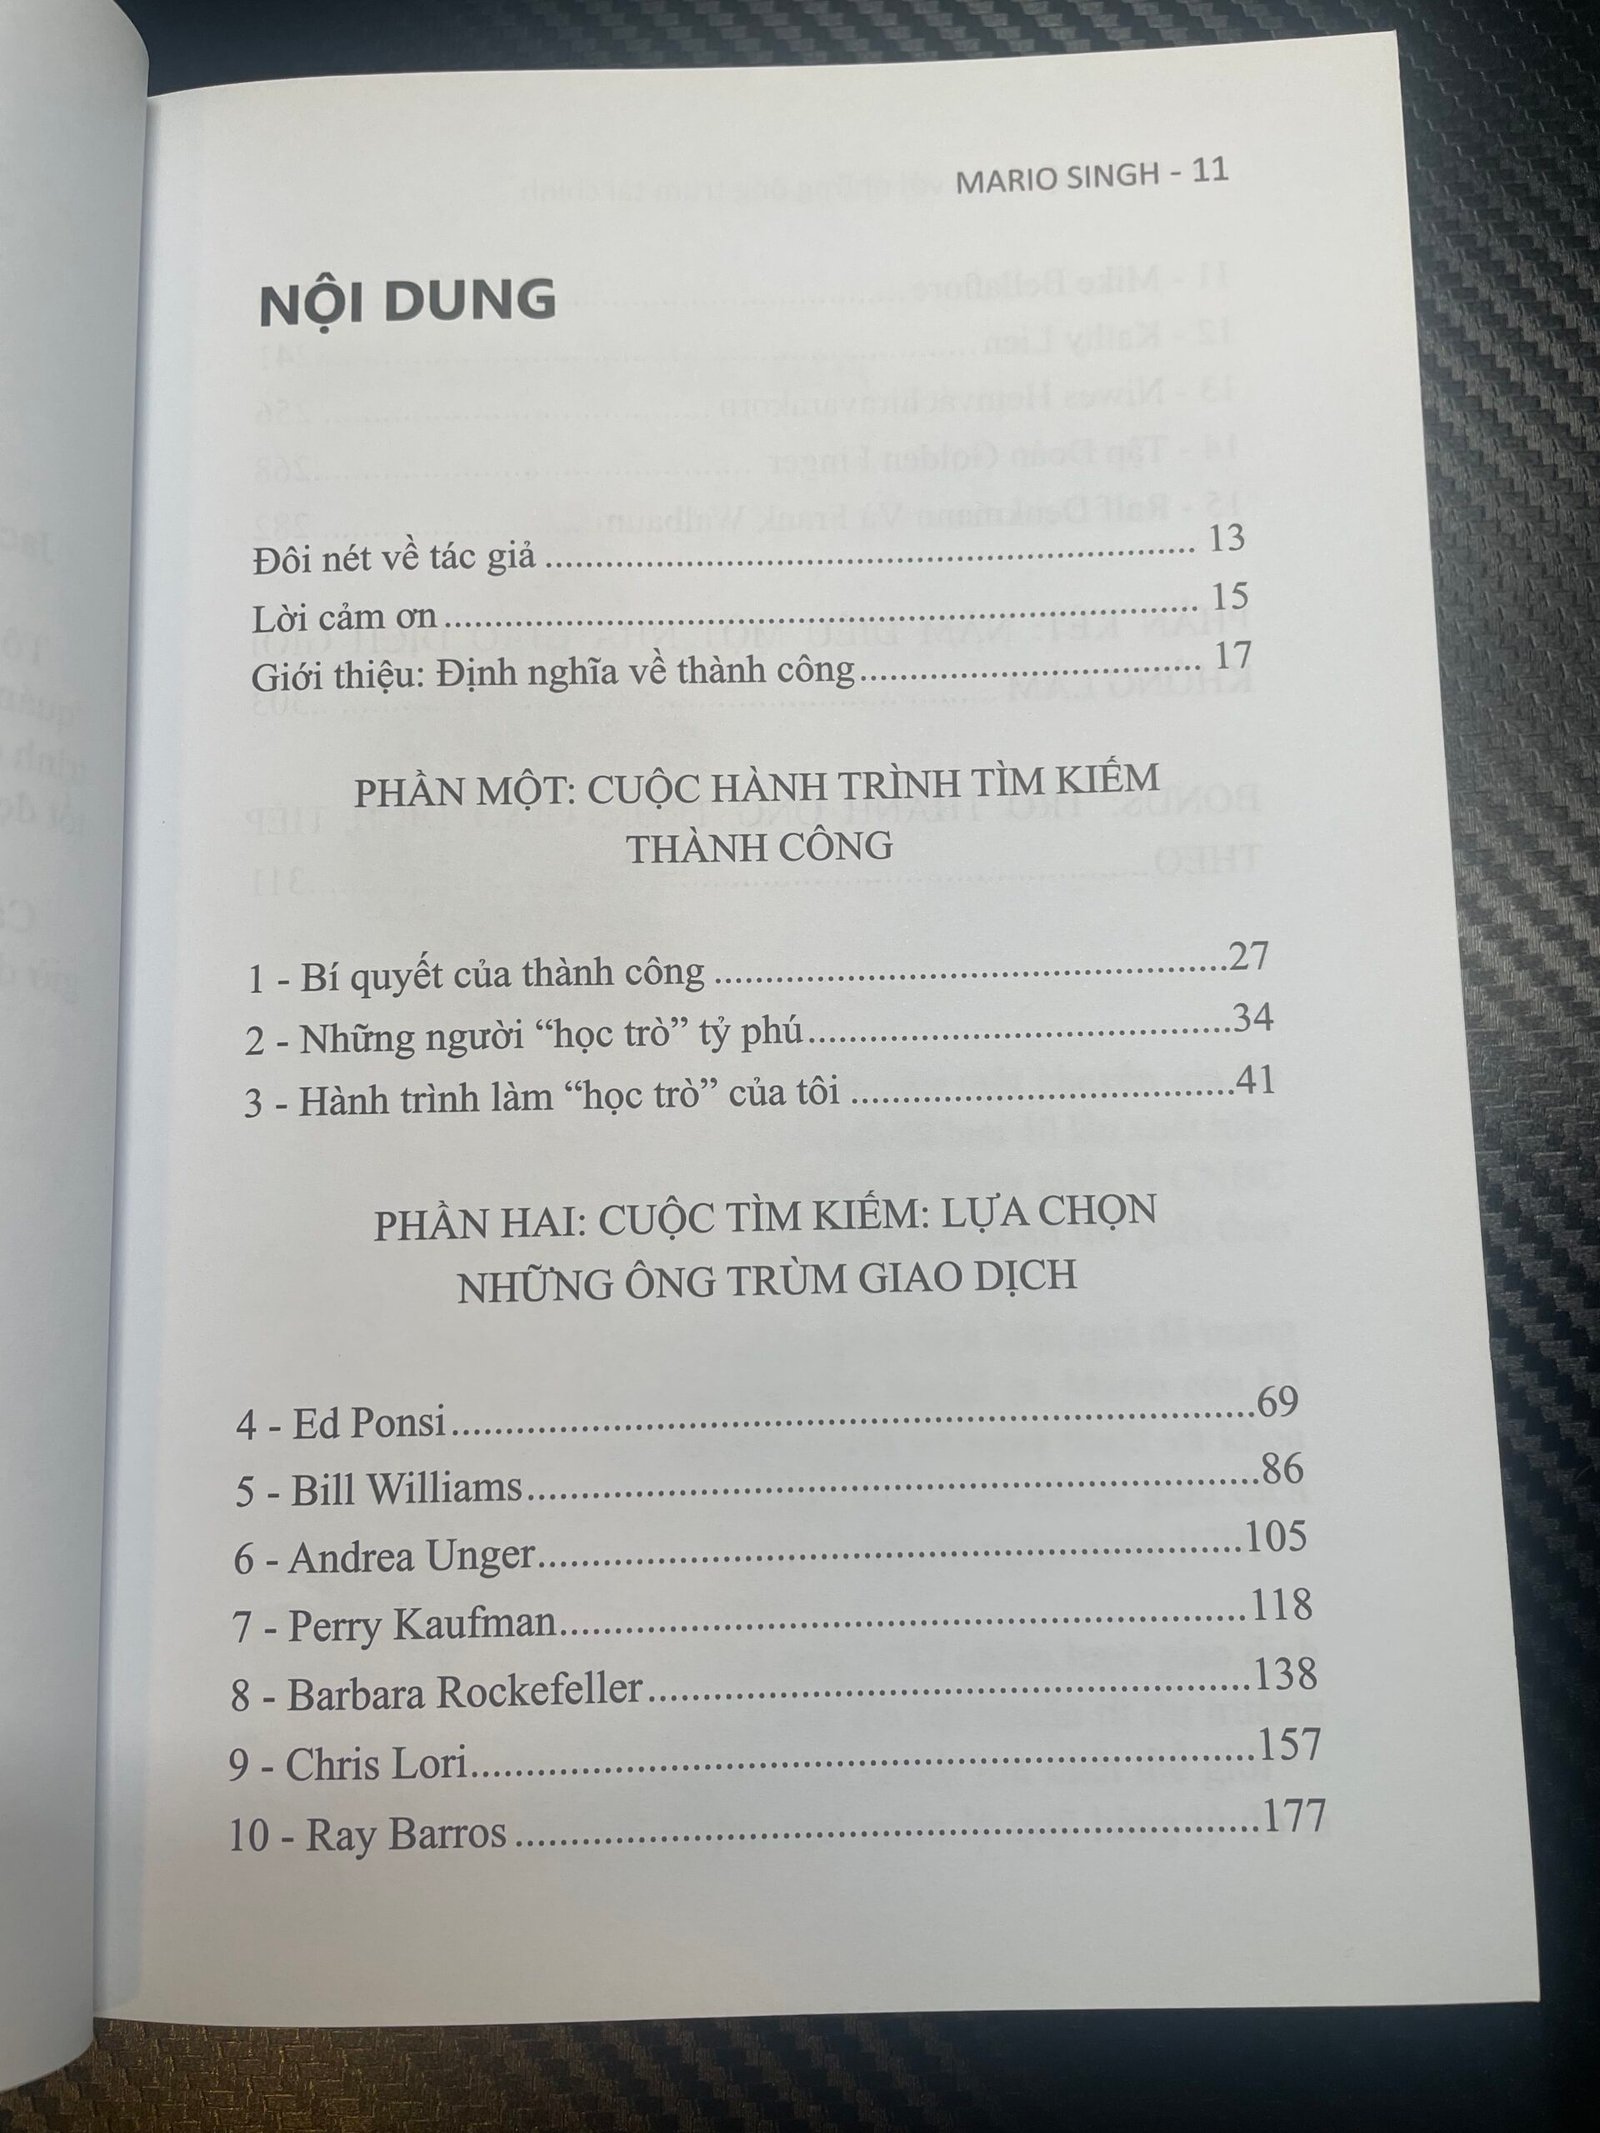 MARIO SINGH - 11
NỘI DUNG
Đôi nét về tác giả ........ 13
Lời cảm ơn ........ 15
Giới thiệu: Định nghĩa về thành công ........ 17
PHẦN MỘT: CUỘC HÀNH TRÌNH TÌM KIẾM
THÀNH CÔNG
1 - Bí quyết của thành công ........ 27
2 - Những người “học trò” tỷ phú ........ 34
3 - Hành trình làm “học trò” của tôi ........ 41
PHẦN HAI: CUỘC TÌM KIẾM: LỰA CHỌN
NHỮNG ÔNG TRÙM GIAO DỊCH
4 - Ed Ponsi ........ 69
5 - Bill Williams ........ 86
6 - Andrea Unger ........ 105
7 - Perry Kaufman ........ 118
8 - Barbara Rockefeller ........ 138
9 - Chris Lori ........ 157
10 - Ray Barros ........ 177